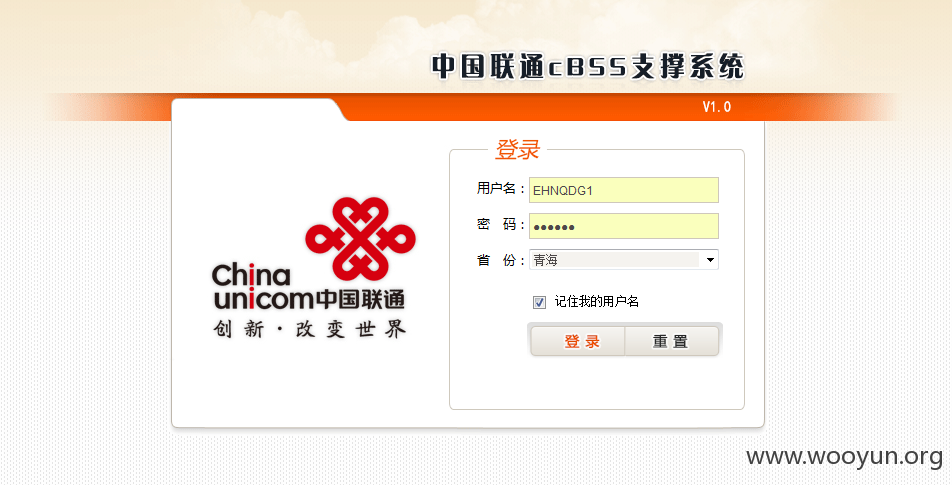 中国联通cBSS支撑系统
V1.0
登录
用户名：EHNQDG1
密 码：●●●●●●
省 份：青海
记住我的用户名
登 录 重 置
China
unicom中国联通
创新·改变世界
www.wooyun.org